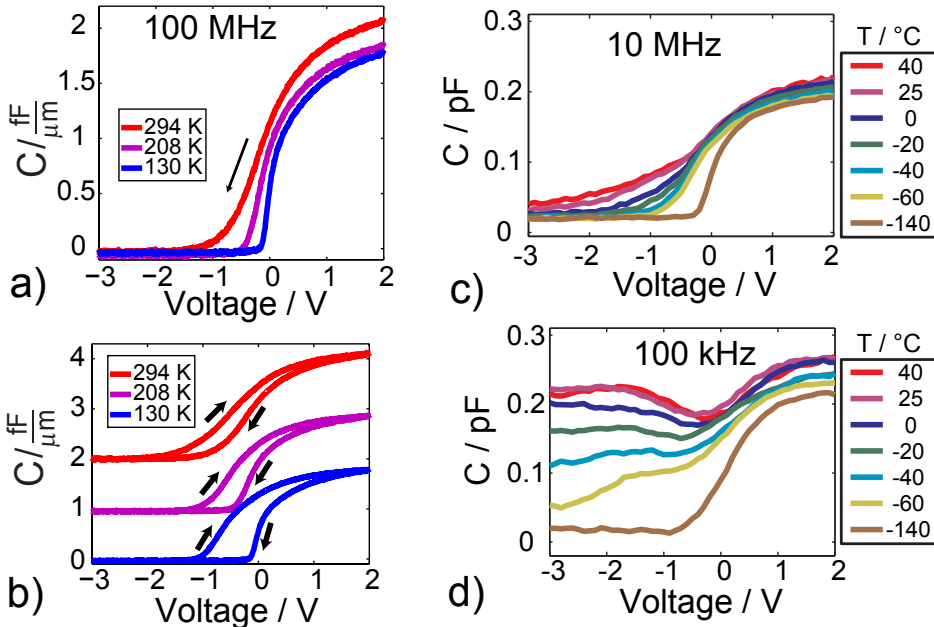 100 MHz
C / fF/μm
2
1.5
1
0.5
0
294 K
208 K
130 K
−3 −2 −1 0 1 2
Voltage / V
a)
4
3
2
1
0
C / fF/μm
294 K
208 K
130 K
−3 −2 −1 0 1 2
Voltage / V
b)
10 MHz
C / pF
0.3
0.2
0.1
0
-3 -2 -1 0 1 2
Voltage / V
c)
T / °C
40
25
0
-20
-40
-60
-140
100 kHz
C / pF
0.3
0.2
0.1
0
-3 -2 -1 0 1 2
Voltage / V
d)
T / °C
40
25
0
-20
-40
-60
-140